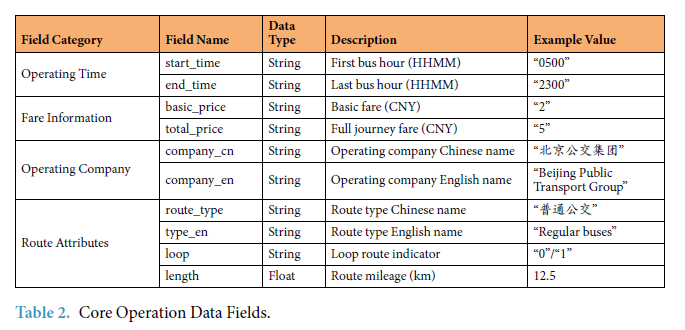 Field Category Field Name Data Type Description Example Value
Operating Time start_time String First bus hour (HHMM) “0500”
end_time String Last bus hour (HHMM) “2300”
Fare Information basic_price String Basic fare (CNY) “2”
total_price String Full journey fare (CNY) “5”
Operating Company company_cn String Operating company Chinese name “北京公交集团”
company_en String Operating company English name “Beijing Public
Transport Group”
Route Attributes route_type String Route type Chinese name “普通公交”
type_en String Route type English name “Regular buses”
loop String Loop route indicator “0”/“1”
length Float Route mileage (km) 12.5
Table 2. Core Operation Data Fields.